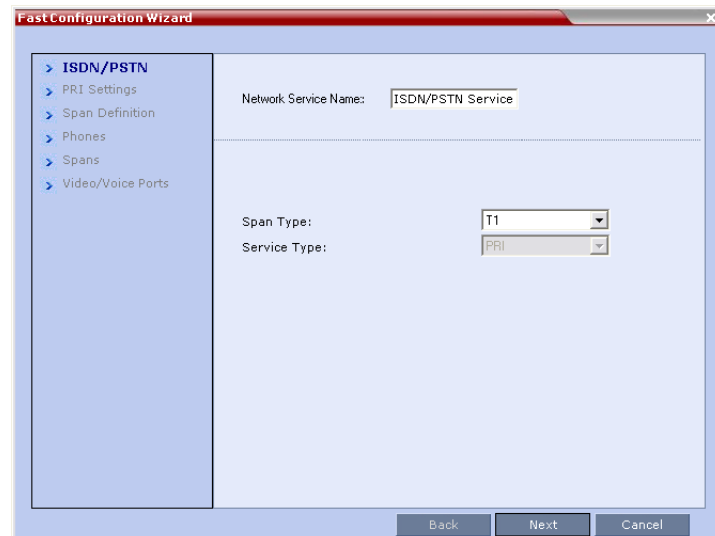 Fast Configuration Wizard
X
ISDN/PSTN
PRI Settings
Span Definition
Phones
Spans
Video/Voice Ports
Network Service Name::
ISDN/PSTN Service
Span Type:
T1
Service Type:
PRI
Back
Next
Cancel